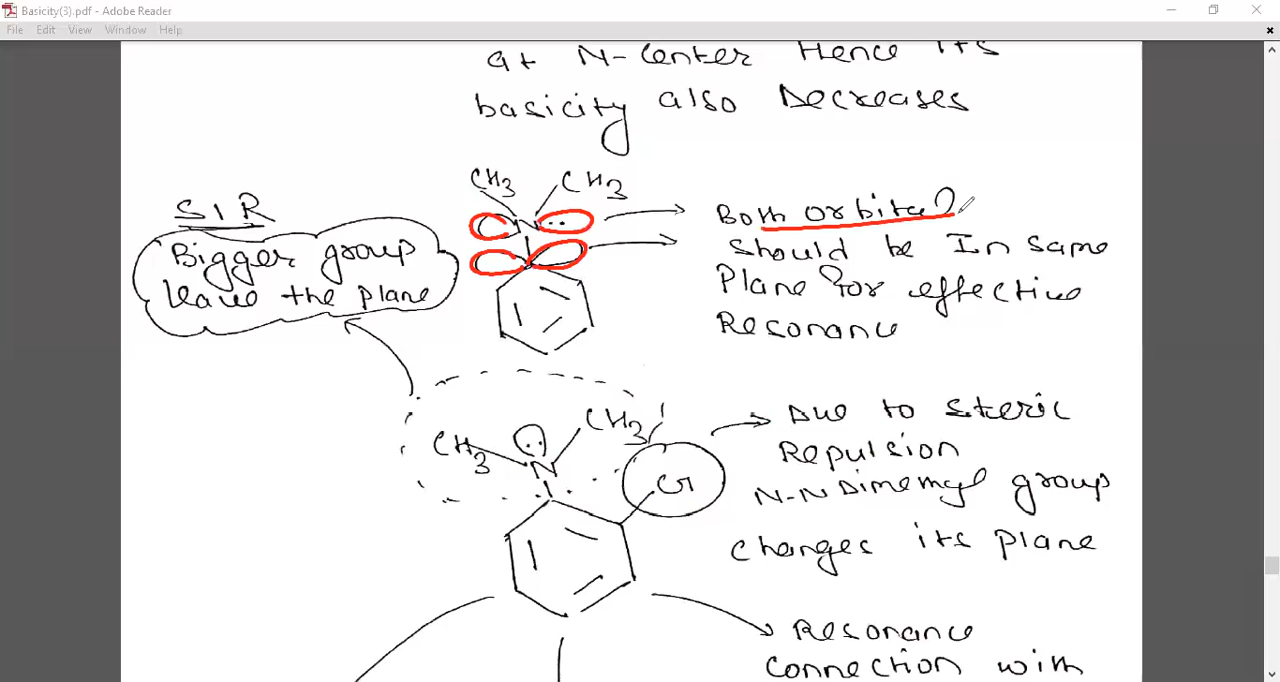 Basicity(3).pdf - Adobe Reader
File Edit View Window Help
at N-Center Hence its
basicity also Decreases
SIR
Bigger group
leave the plane
CH3 CH3
N
Both orbital
should be In same
Plane for effective
Resonance
CH3 CH3
N
Cl
Due to steric
Repulsion
N-N Dimethyl group
changes its plane
Resonance
connection with